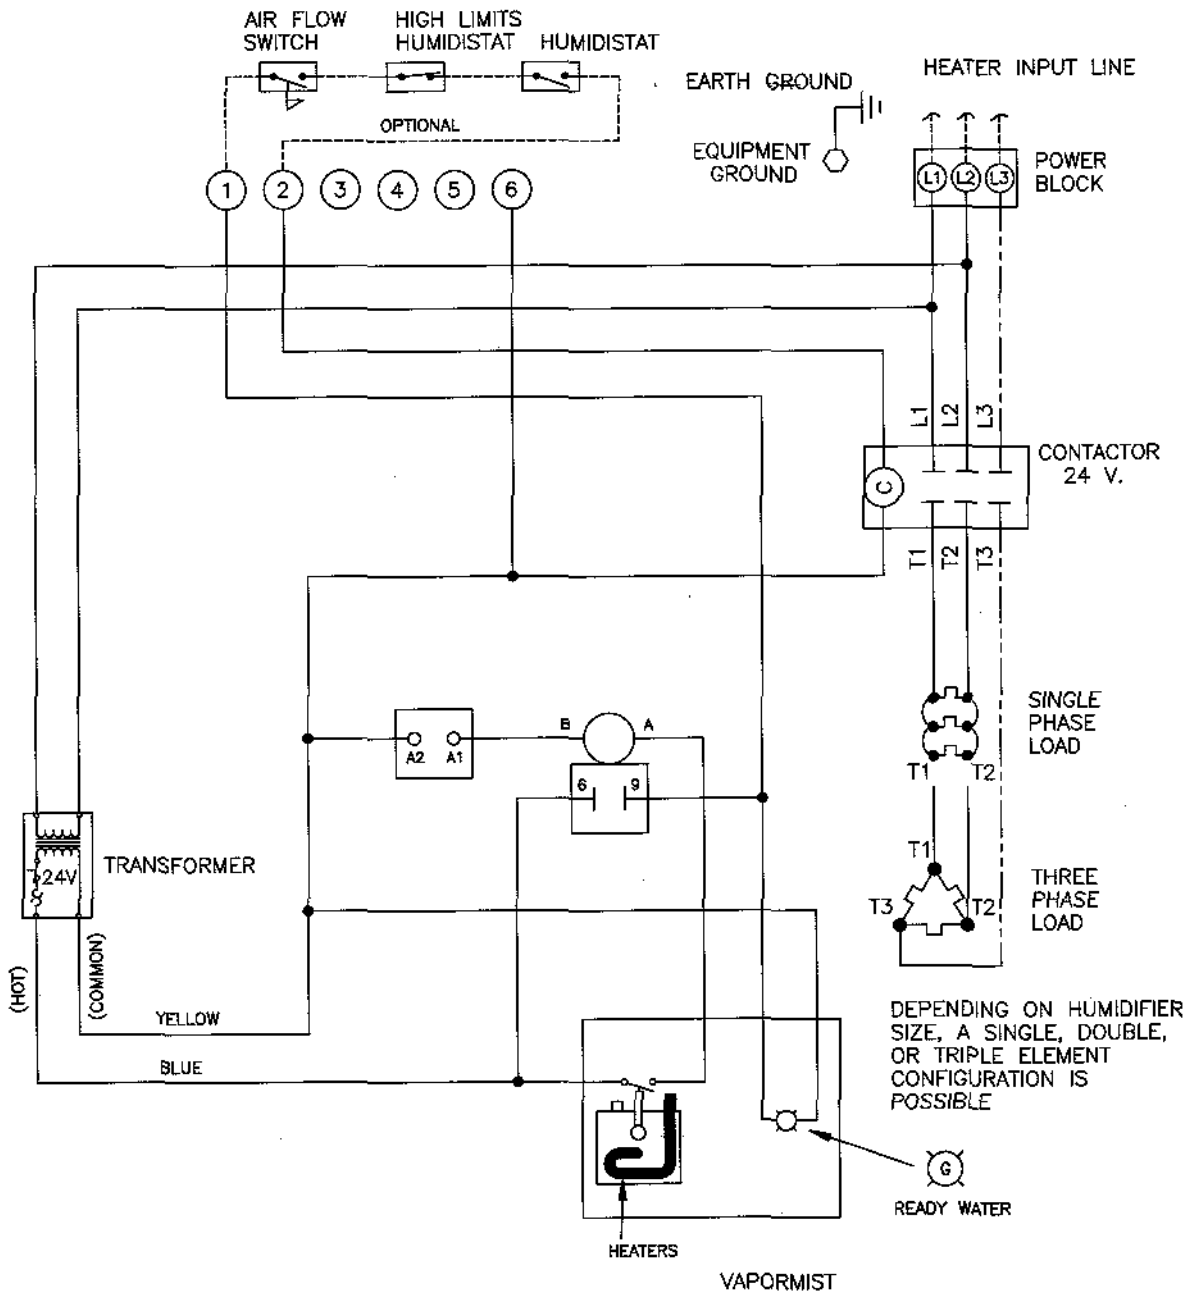 AIR FLOW
SWITCH
HIGH LIMITS
HUMIDISTAT
HUMIDISTAT
OPTIONAL
EARTH GROUND
EQUIPMENT
GROUND
HEATER INPUT LINE
POWER
BLOCK
L1 L2 L3
1 2 3 4 5 6
L1 L2 L3
CONTACTOR
24 V.
C
T1 T2 T3
SINGLE
PHASE
LOAD
T1 T2
B A
A2 A1
6 9
TRANSFORMER
24V
T1
T3 T2
THREE
PHASE
LOAD
(HOT)
(COMMON)
YELLOW
BLUE
DEPENDING ON HUMIDIFIER
SIZE, A SINGLE, DOUBLE,
OR TRIPLE ELEMENT
CONFIGURATION IS
POSSIBLE
G
READY WATER
HEATERS
VAPORMIST